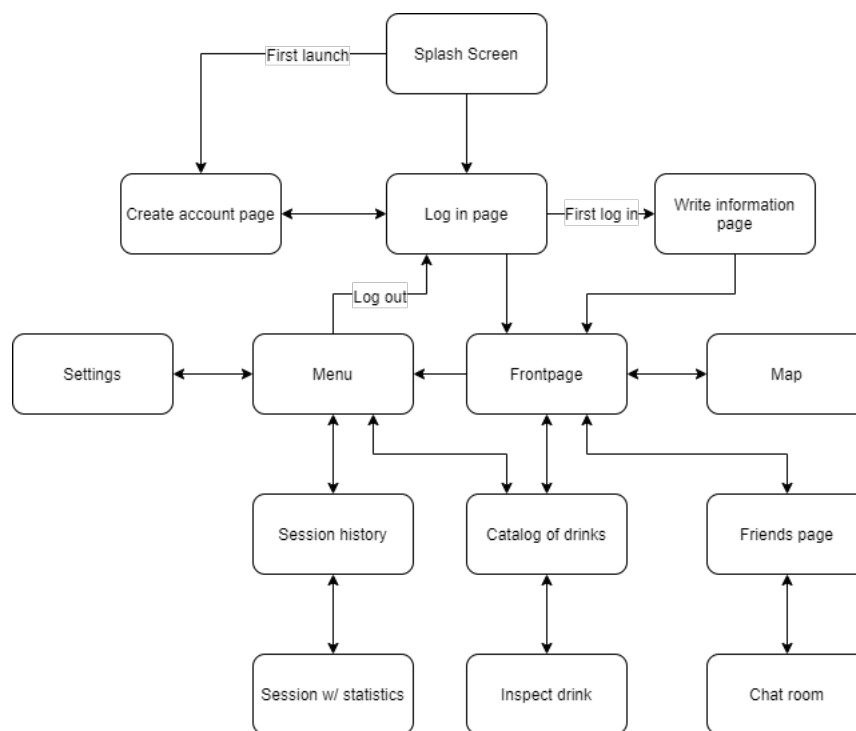 First launch
Splash Screen
Create account page
Log in page
First log in
Write information
page
Log out
Settings
Menu
Frontpage
Map
Session history
Catalog of drinks
Friends page
Session w/ statistics
Inspect drink
Chat room